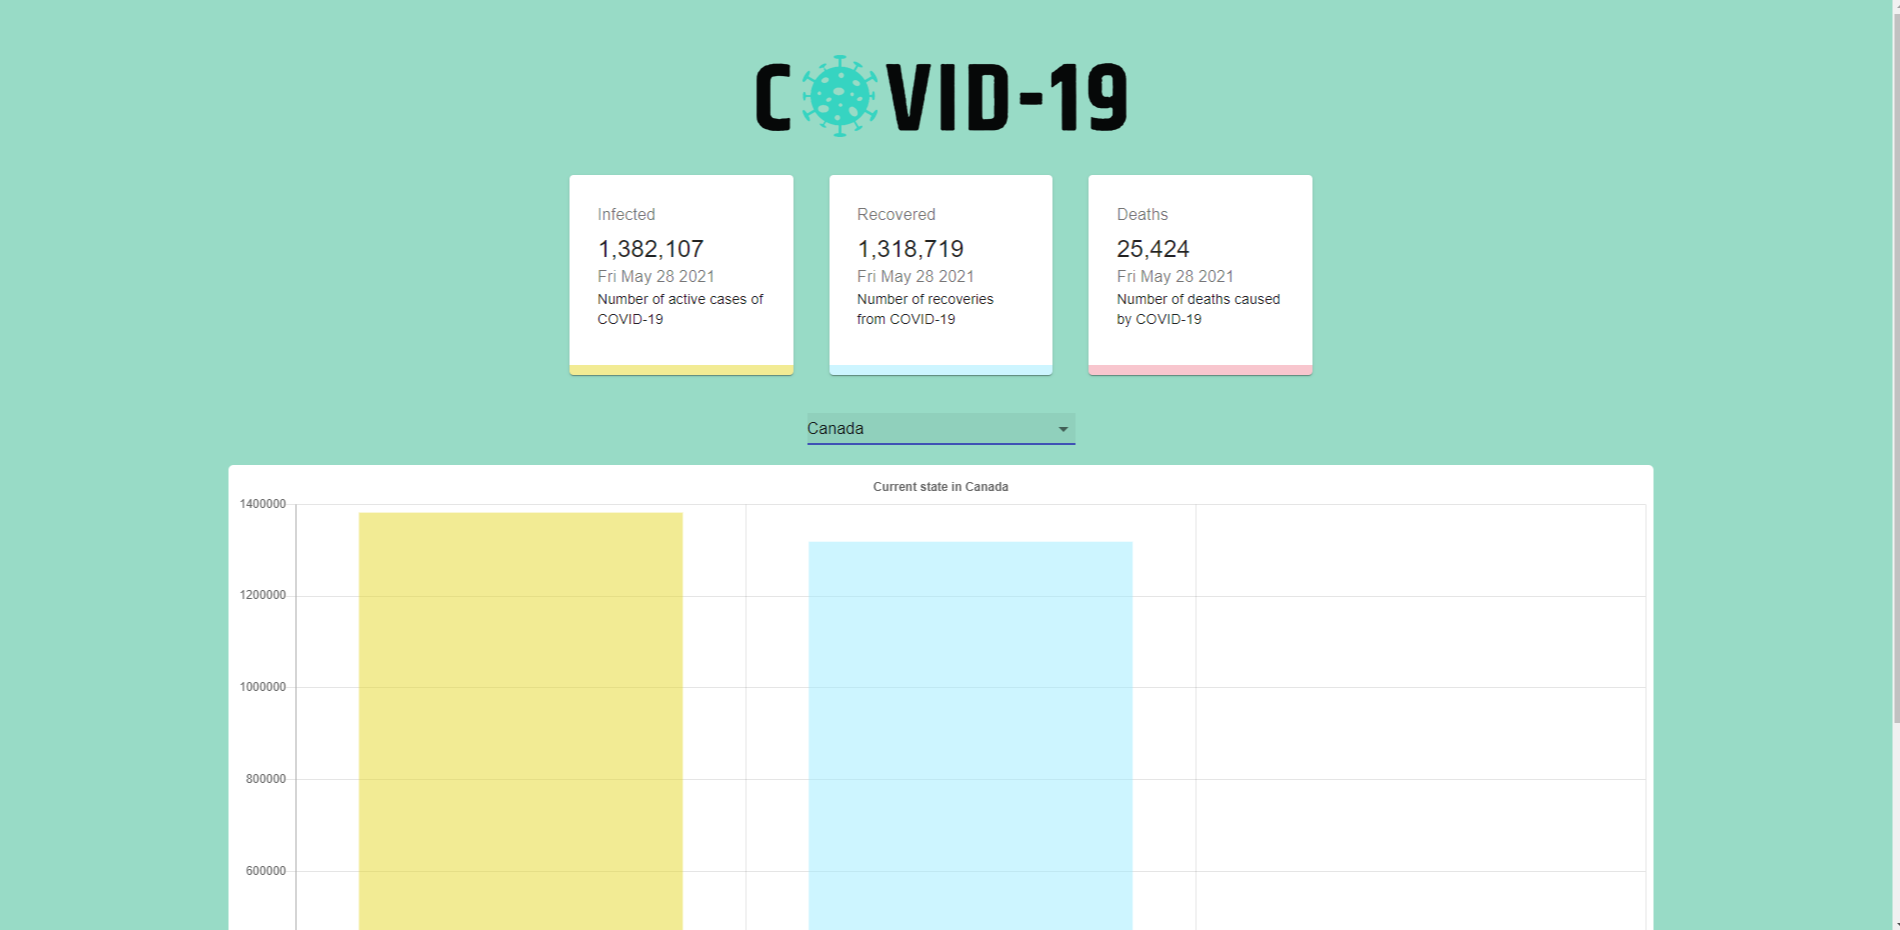 COVID-19
Infected
1,382,107
Fri May 28 2021
Number of active cases of
COVID-19
Recovered
1,318,719
Fri May 28 2021
Number of recoveries
from COVID-19
Deaths
25,424
Fri May 28 2021
Number of deaths caused
by COVID-19
Canada
Current state in Canada
1400000
1200000
1000000
800000
600000